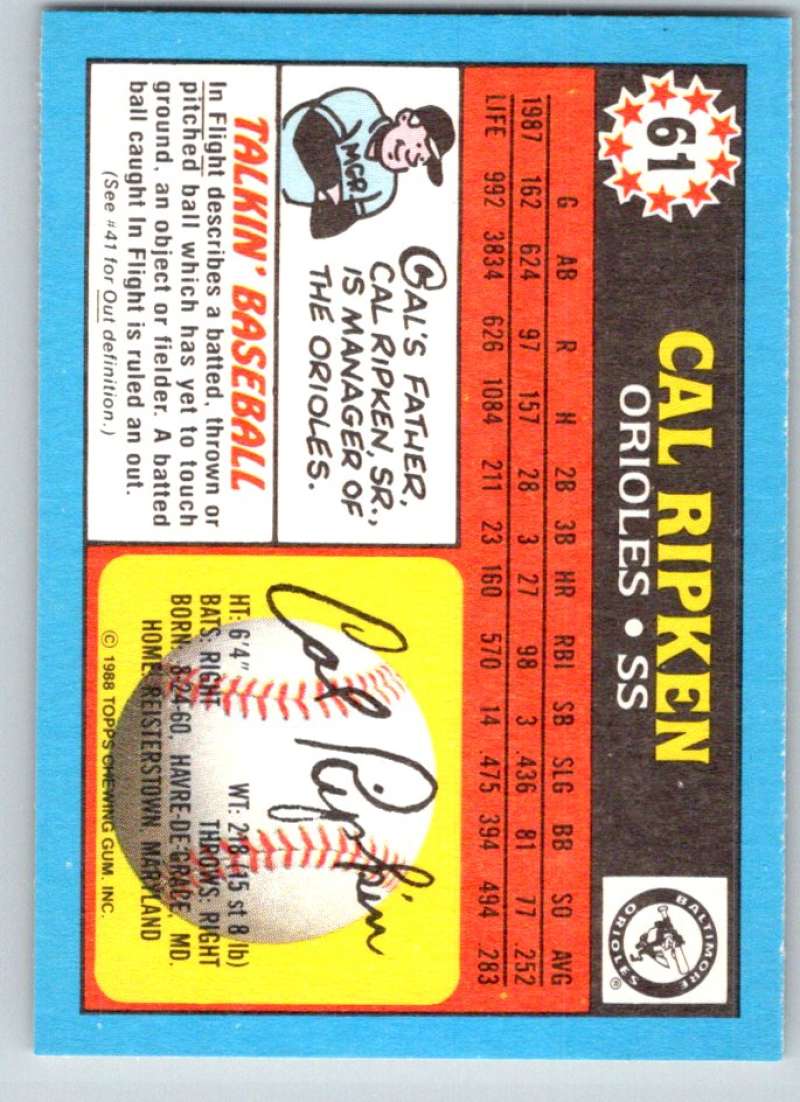 61
CAL RIPKEN
ORIOLES • SS
BALTIMORE
ORIOLES ®
G AB R H 2B 3B HR RBI SB SLG BB SO AVG
1987 162 624 97 157 28 3 27 98 3 .436 81 77 .252
LIFE 992 3834 626 1084 211 23 160 570 14 .475 394 494 .283
MGR.
CAL'S FATHER,
CAL RIPKEN, SR.,
IS MANAGER OF
THE ORIOLES.
TALKIN' BASEBALL
In Flight describes a batted, thrown or
pitched ball which has yet to touch
ground, an object or fielder. A batted
ball caught In Flight is ruled an out.
(See #41 for Out definition.)
Cal Ripken
HT: 6'4" WT: 218 (15 st 8 lb)
BATS: RIGHT THROWS: RIGHT
BORN: 8-24-60, HAVRE-DE-GRACE, MD.
HOME: REISTERSTOWN, MARYLAND
© 1988 TOPPS CHEWING GUM, INC.